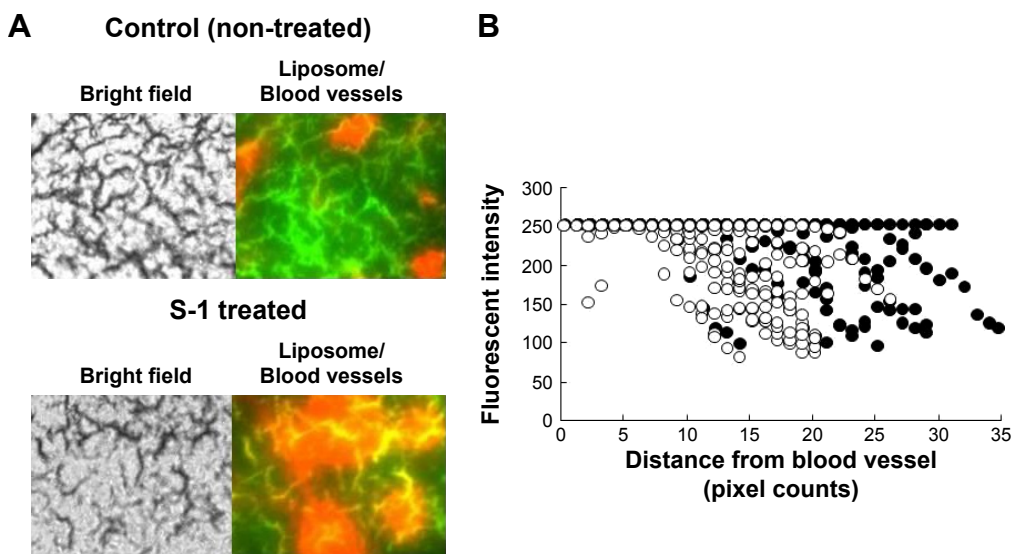 A
Control (non-treated)
Bright field
Liposome/
Blood vessels
S-1 treated
Bright field
Liposome/
Blood vessels
B
Fluorescent intensity
300
250
200
150
100
50
0
0 5 10 15 20 25 30 35
Distance from blood vessel
(pixel counts)